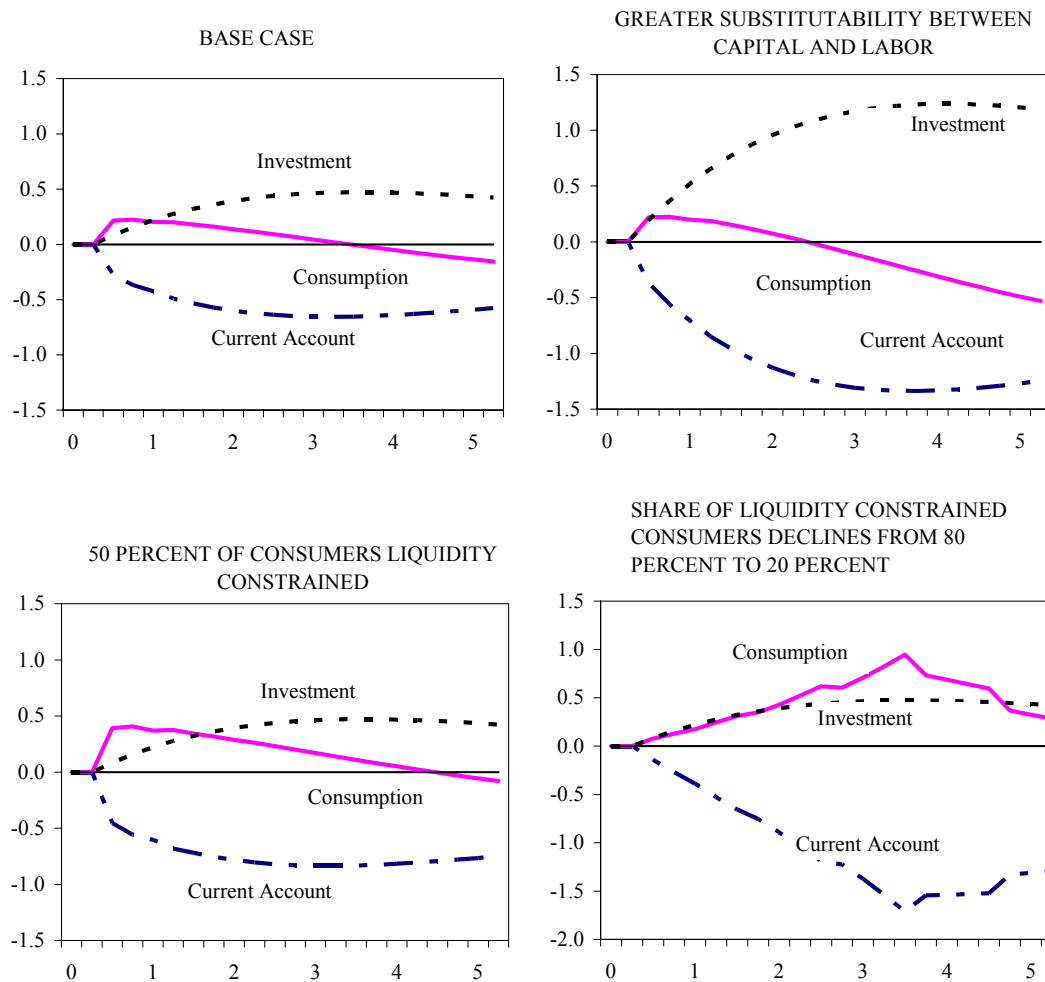 BASE CASE
1.5
1.0
0.5
0.0
-0.5
-1.0
-1.5
Investment
Consumption
Current Account
0 1 2 3 4 5
GREATER SUBSTITUTABILITY BETWEEN
CAPITAL AND LABOR
1.5
1.0
0.5
0.0
-0.5
-1.0
-1.5
Investment
Consumption
Current Account
0 1 2 3 4 5
50 PERCENT OF CONSUMERS LIQUIDITY
CONSTRAINED
1.5
1.0
0.5
0.0
-0.5
-1.0
-1.5
Investment
Consumption
Current Account
0 1 2 3 4 5
SHARE OF LIQUIDITY CONSTRAINED
CONSUMERS DECLINES FROM 80
PERCENT TO 20 PERCENT
1.5
1.0
0.5
0.0
-0.5
-1.0
-1.5
-2.0
Consumption
Investment
Current Account
0 1 2 3 4 5